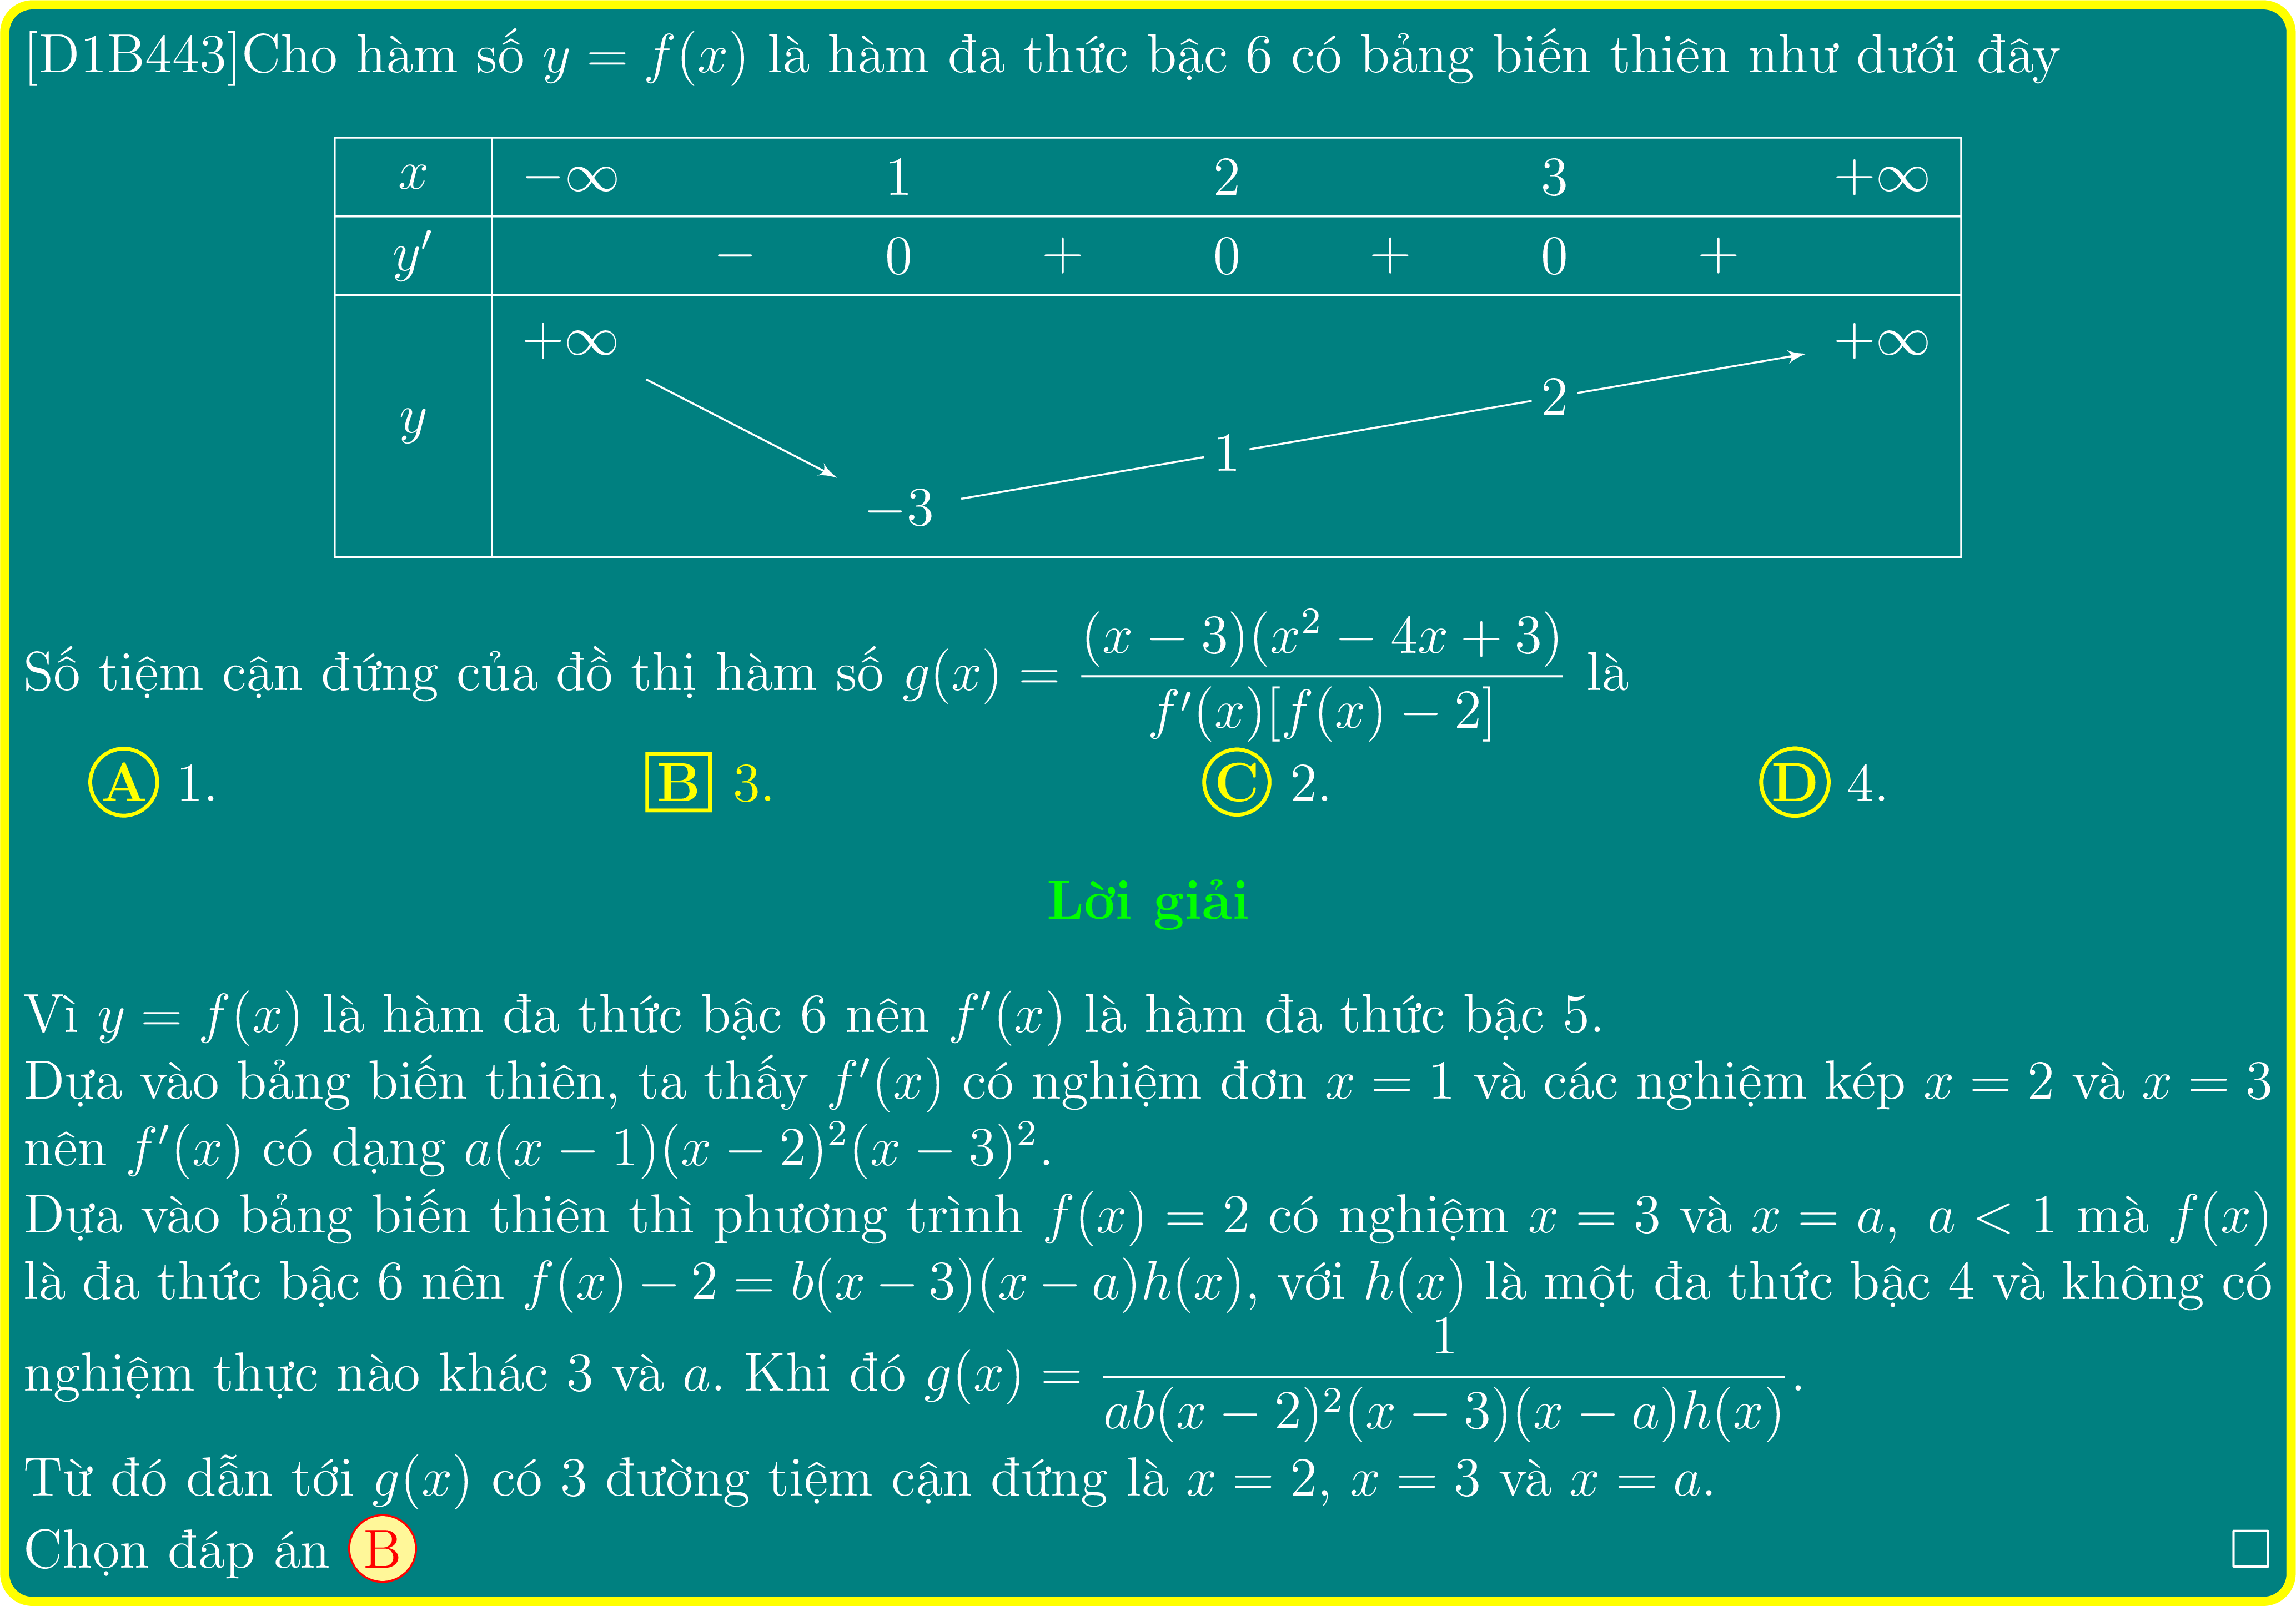 [D1B443]Cho hàm số y = f(x) là hàm đa thức bậc 6 có bảng biến thiên như dưới đây
x −∞ 1 2 3 +∞
y′ − 0 + 0 + 0 +
y +∞ −3 1 2 +∞
Số tiệm cận đứng của đồ thị hàm số g(x) = \frac{(x − 3)(x² − 4x + 3)}{f′(x)[f(x) − 2]} là
A 1. B 3. C 2. D 4.
Lời giải
Vì y = f(x) là hàm đa thức bậc 6 nên f′(x) là hàm đa thức bậc 5.
Dựa vào bảng biến thiên, ta thấy f′(x) có nghiệm đơn x = 1 và các nghiệm kép x = 2 và x = 3
nên f′(x) có dạng a(x − 1)(x − 2)²(x − 3)².
Dựa vào bảng biến thiên thì phương trình f(x) = 2 có nghiệm x = 3 và x = a, a < 1 mà f(x)
là đa thức bậc 6 nên f(x) − 2 = b(x − 3)(x − a)h(x), với h(x) là một đa thức bậc 4 và không có
nghiệm thực nào khác 3 và a. Khi đó g(x) = \frac{1}{ab(x − 2)²(x − 3)(x − a)h(x)}.
Từ đó dẫn tới g(x) có 3 đường tiệm cận đứng là x = 2, x = 3 và x = a.
Chọn đáp án B □